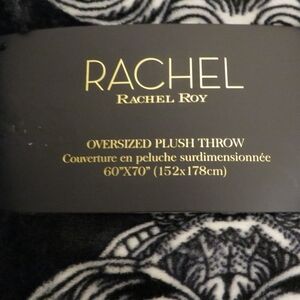 RACHEL
RACHEL ROY
OVERSIZED PLUSH THROW
Couverture en peluche surdimensionnée
60"X70" (152x178cm)